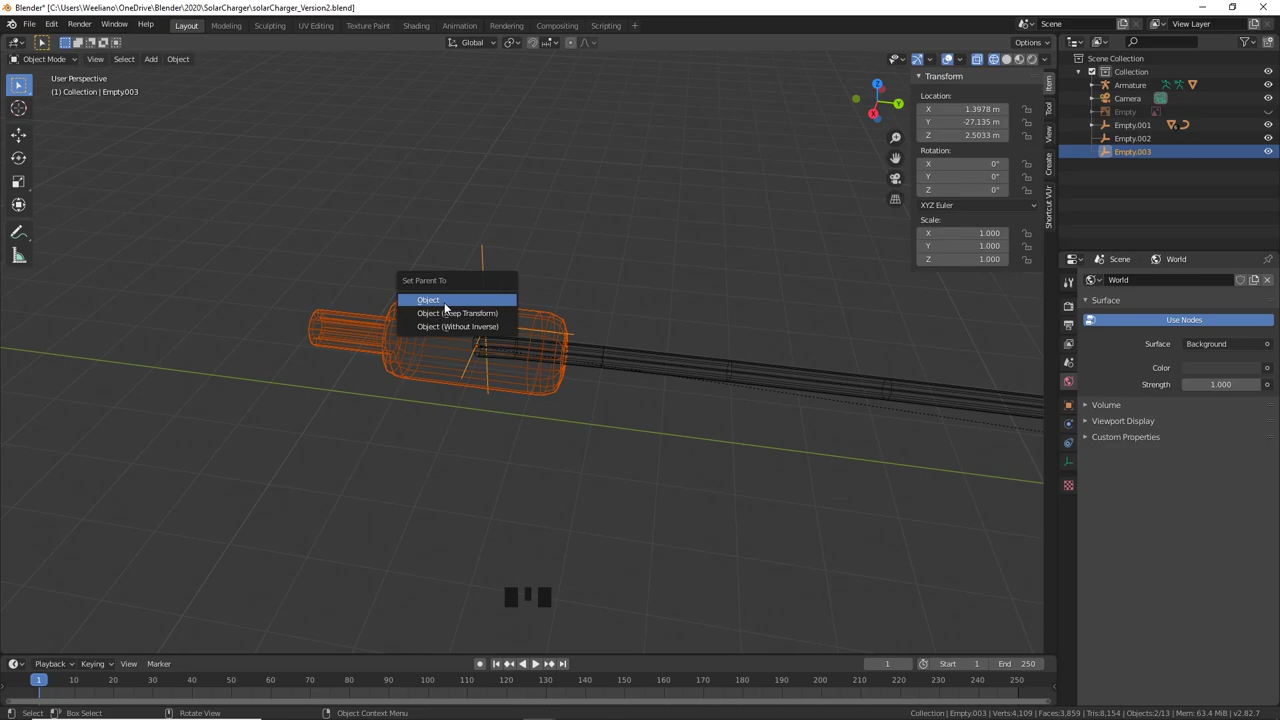 Blender* [C:\Users\Weeliano\OneDrive\Blender\2020\SolarCharger\solarCharger_Version2.blend]
File Edit Render Window Help Layout Modeling Sculpting UV Editing Texture Paint Shading Animation Rendering Compositing Scripting + Scene View Layer
Global Options
Object Mode View Select Add Object
User Perspective
(1) Collection | Empty.003
Transform
Location:
X 1.3978 m
Y -27.135 m
Z 2.5033 m
Rotation:
X 0°
Y 0°
Z 0°
XYZ Euler
Scale:
X 1.000
Y 1.000
Z 1.000
Item
Tool
View
Create
Shortcut VUr
Z
Y
X
Scene Collection
Collection
Armature
Camera
Empty
Empty.001
Empty.002
Empty.003
Scene World
World
Surface
Use Nodes
Surface Background
Color
Strength 1.000
Volume
Viewport Display
Custom Properties
Set Parent To
Object
Object (Keep Transform)
Object (Without Inverse)
Playback Keying View Marker 1 Start 1 End 250
1 10 20 30 40 50 60 70 80 90 100 110 120 130 140 150 160 170 180 190 200 210 220 230 240 250
Select Box Select Rotate View Object Context Menu Collection | Empty.003 | Verts:4,109 | Faces:3,859 | Tris:8,154 | Objects:2/13 | Mem: 63.4 MiB | v2.82.7